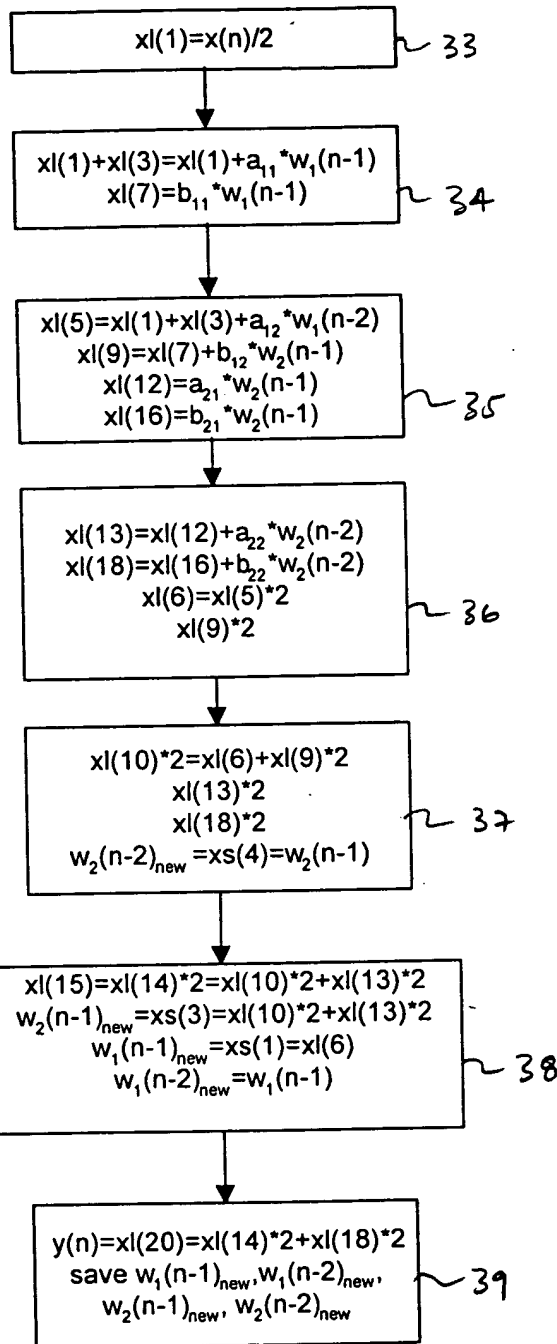 xl(1)=x(n)/2
33
xl(1)+xl(3)=xl(1)+a₁₁*w₁(n-1)
xl(7)=b₁₁*w₁(n-1)
34
xl(5)=xl(1)+xl(3)+a₁₂*w₁(n-2)
xl(9)=xl(7)+b₁₂*w₂(n-1)
xl(12)=a₂₁*w₂(n-1)
xl(16)=b₂₁*w₂(n-1)
35
xl(13)=xl(12)+a₂₂*w₂(n-2)
xl(18)=xl(16)+b₂₂*w₂(n-2)
xl(6)=xl(5)*2
xl(9)*2
36
xl(10)*2=xl(6)+xl(9)*2
xl(13)*2
xl(18)*2
w₂(n-2)new=xs(4)=w₂(n-1)
37
xl(15)=xl(14)*2=xl(10)*2+xl(13)*2
w₂(n-1)new=xs(3)=xl(10)*2+xl(13)*2
w₁(n-1)new=xs(1)=xl(6)
w₁(n-2)new=w₁(n-1)
38
y(n)=xl(20)=xl(14)*2+xl(18)*2
save w₁(n-1)new,w₁(n-2)new,
w₂(n-1)new, w₂(n-2)new
39